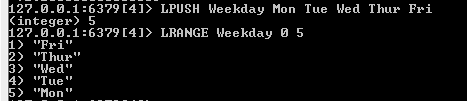 127.0.0.1:6379[4]> LPUSH Weekday Mon Tue Wed Thur Fri
(integer) 5
127.0.0.1:6379[4]> LRANGE Weekday 0 5
1) "Fri"
2) "Thur"
3) "Wed"
4) "Tue"
5) "Mon"